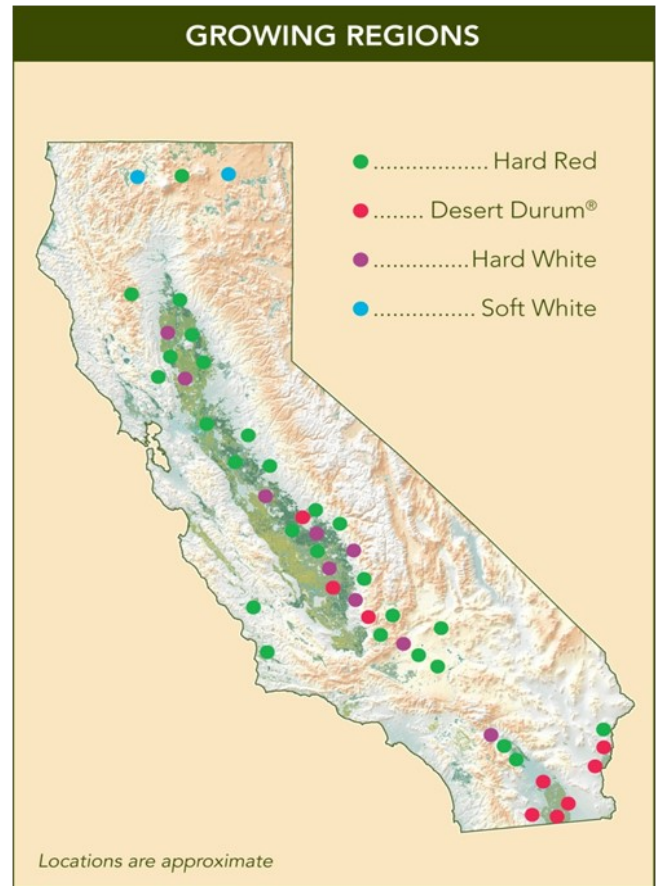 GROWING REGIONS
.................. Hard Red
........ Desert Durum®
...............Hard White
................ Soft White
Locations are approximate